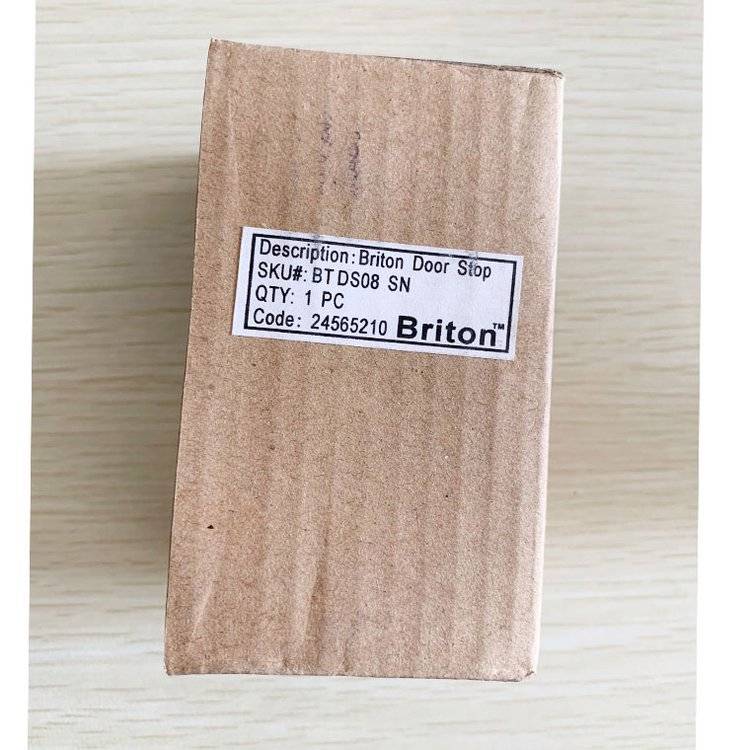 Description: Briton Door Stop
SKU#: BT DS08 SN
QTY: 1 PC
Code: 24565210 Briton™